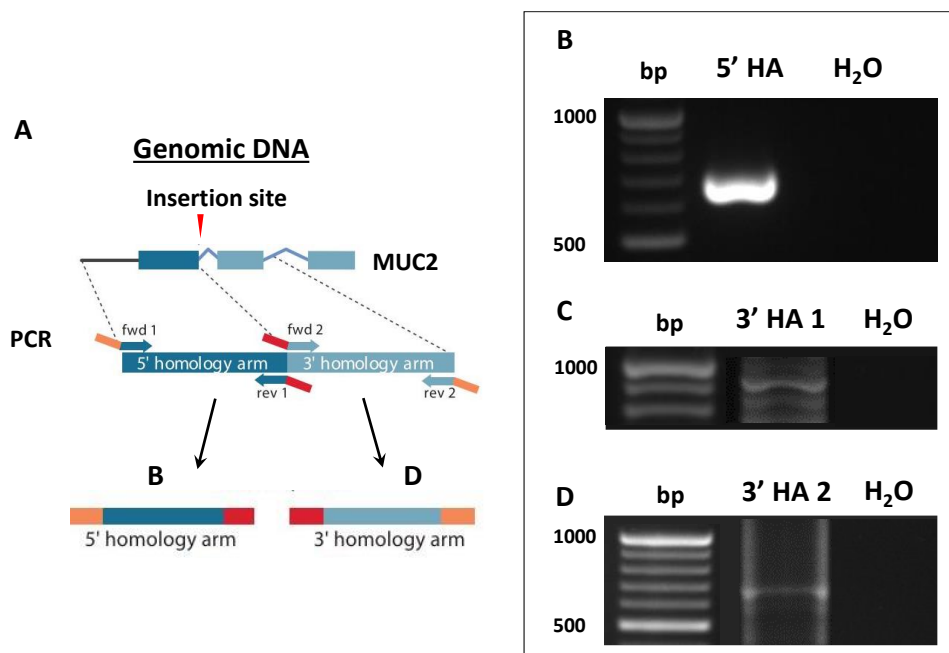 A
Genomic DNA
Insertion site
MUC2
PCR
fwd 1
fwd 2
5' homology arm
3' homology arm
rev 1
rev 2
B
D
5' homology arm
3' homology arm
B
bp
5’ HA
H₂O
1000
500
C
bp
3’ HA 1
H₂O
1000
D
bp
3’ HA 2
H₂O
1000
500